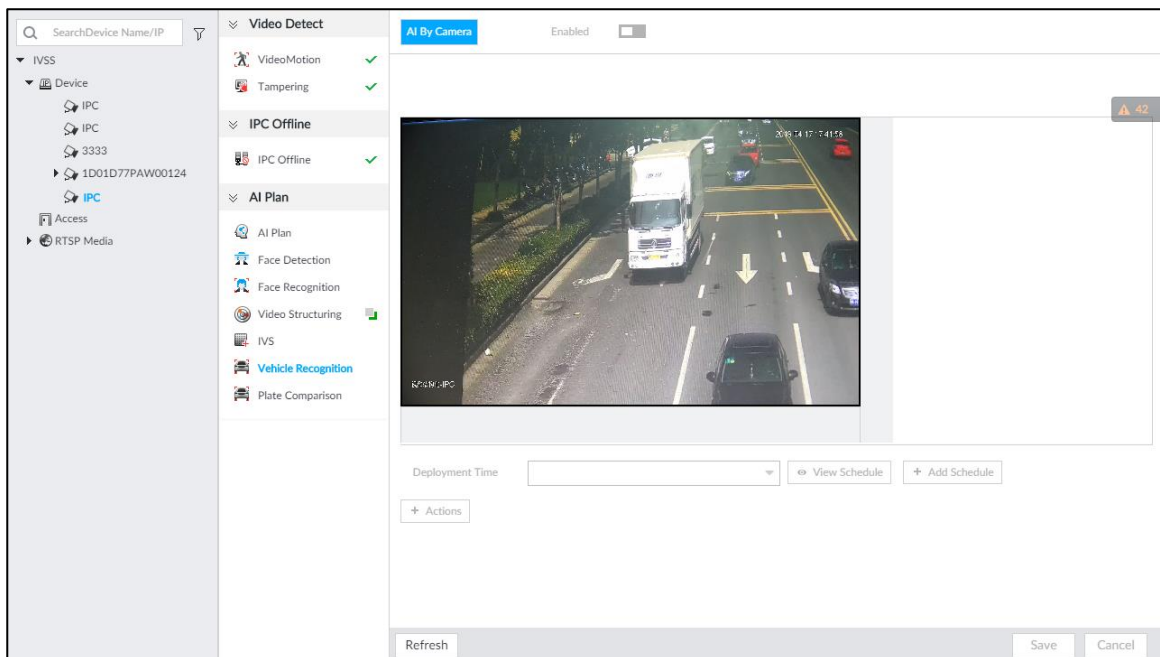 SearchDevice Name/IP
IVSS
Device
IPC
IPC
3333
1D01D77PAW00124
IPC
Access
RTSP Media
Video Detect
VideoMotion
Tampering
IPC Offline
IPC Offline
AI Plan
AI Plan
Face Detection
Face Recognition
Video Structuring
IVS
Vehicle Recognition
Plate Comparison
AI By Camera
Enabled
42
Deployment Time
View Schedule
+ Add Schedule
+ Actions
Refresh
Save
Cancel